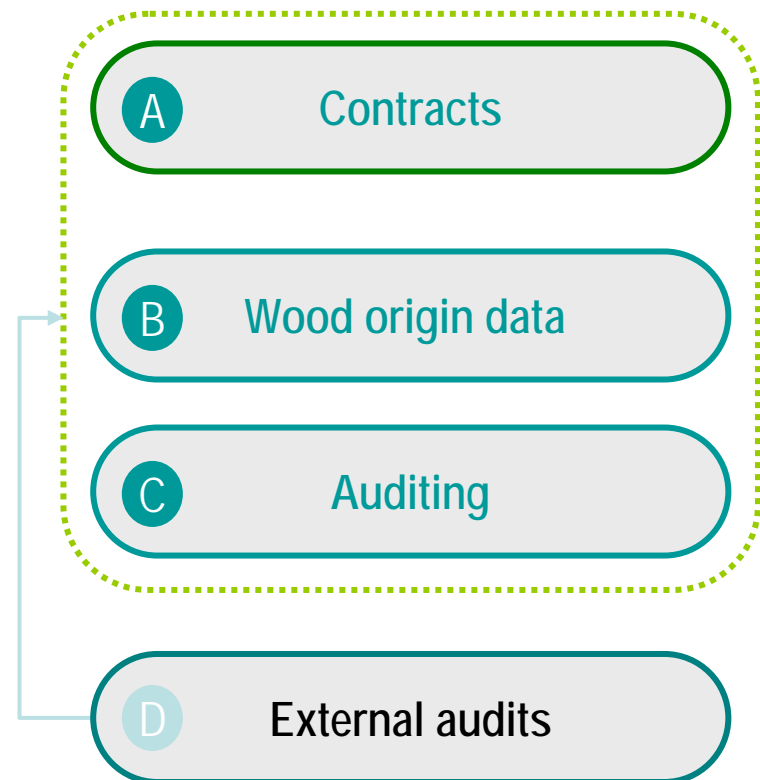 A Contracts
B Wood origin data
C Auditing
D External audits